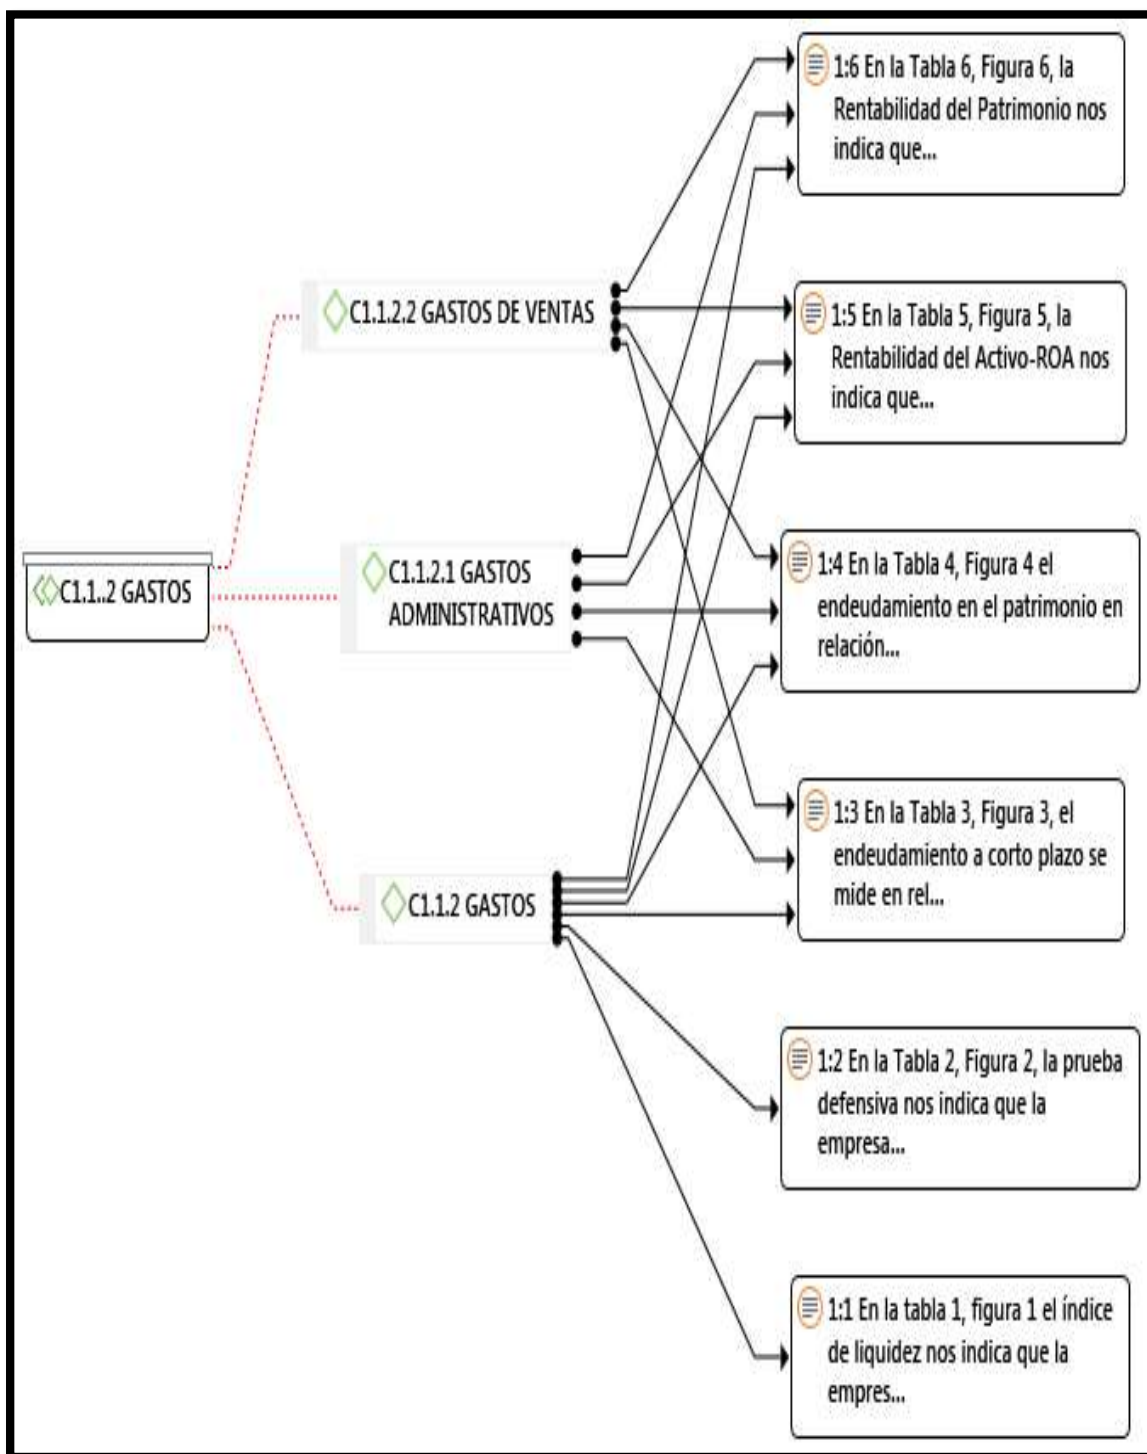 1:6 En la Tabla 6, Figura 6, la
Rentabilidad del Patrimonio nos
indica que...
C1.1.2.2 GASTOS DE VENTAS
1:5 En la Tabla 5, Figura 5, la
Rentabilidad del Activo-ROA nos
indica que...
C1.1..2 GASTOS
C1.1.2.1 GASTOS
ADMINISTRATIVOS
1:4 En la Tabla 4, Figura 4 el
endeudamiento en el patrimonio en
relación...
1:3 En la Tabla 3, Figura 3, el
endeudamiento a corto plazo se
mide en rel...
C1.1.2 GASTOS
1:2 En la Tabla 2, Figura 2, la prueba
defensiva nos indica que la
empresa...
1:1 En la tabla 1, figura 1 el índice
de liquidez nos indica que la
empres...